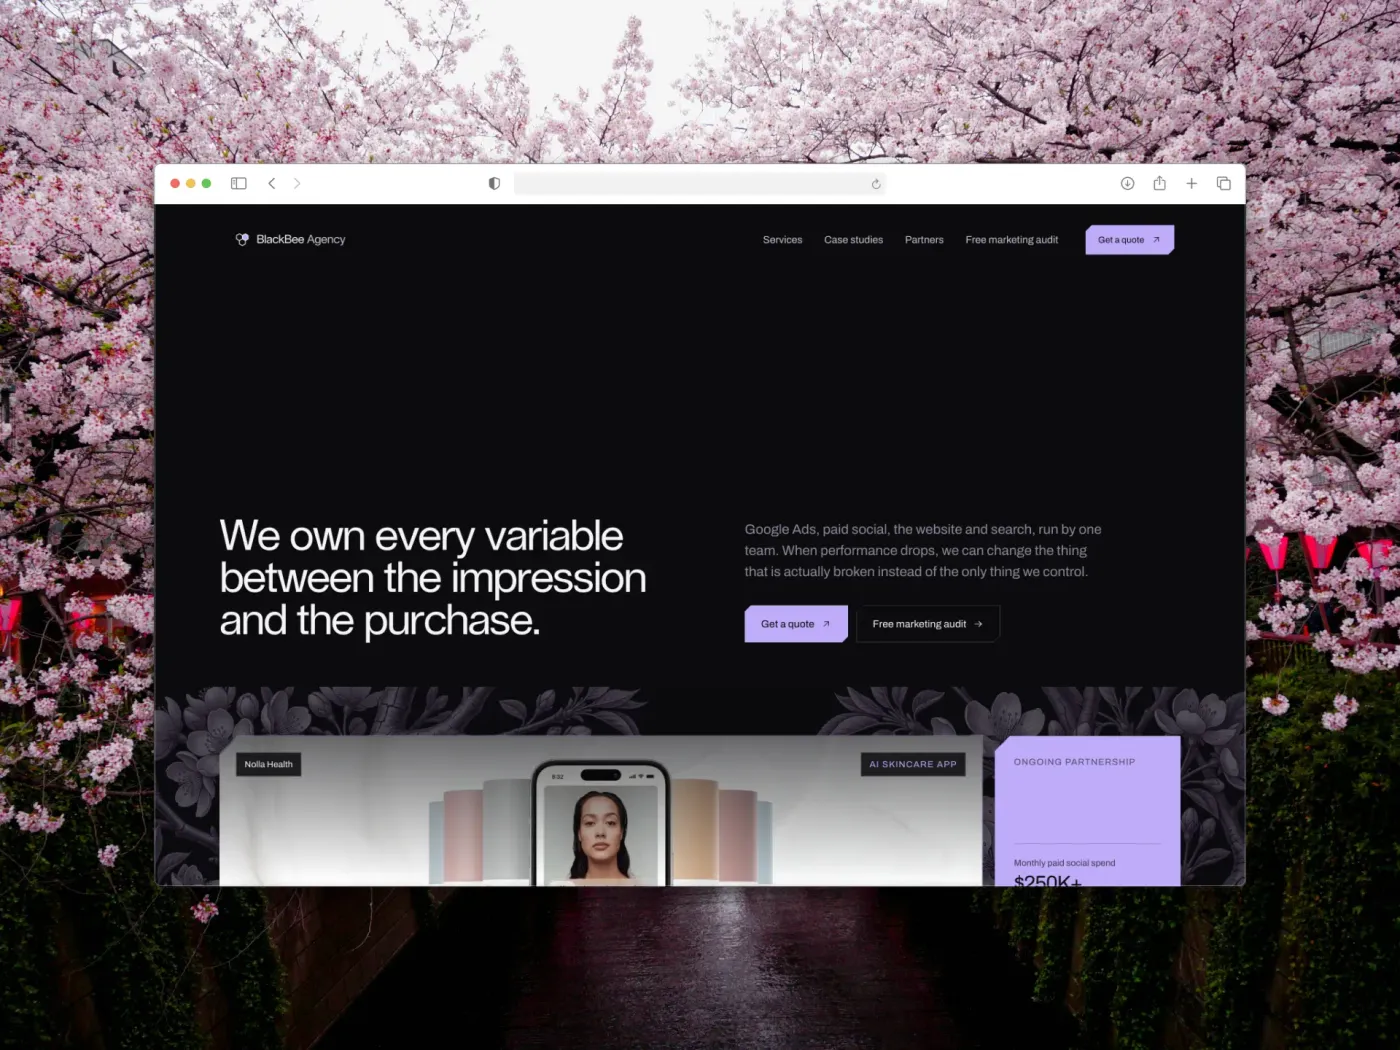 BlackBee Agency
Services
Case studies
Partners
Free marketing audit
Get a quote
We own every variable
between the impression
and the purchase.
Google Ads, paid social, the website and search, run by one
team. When performance drops, we can change the thing
that is actually broken instead of the only thing we control.
Get a quote
Free marketing audit
Nolla Health
9:32
AI SKINCARE APP
ONGOING PARTNERSHIP
Monthly paid social spend
$250K+